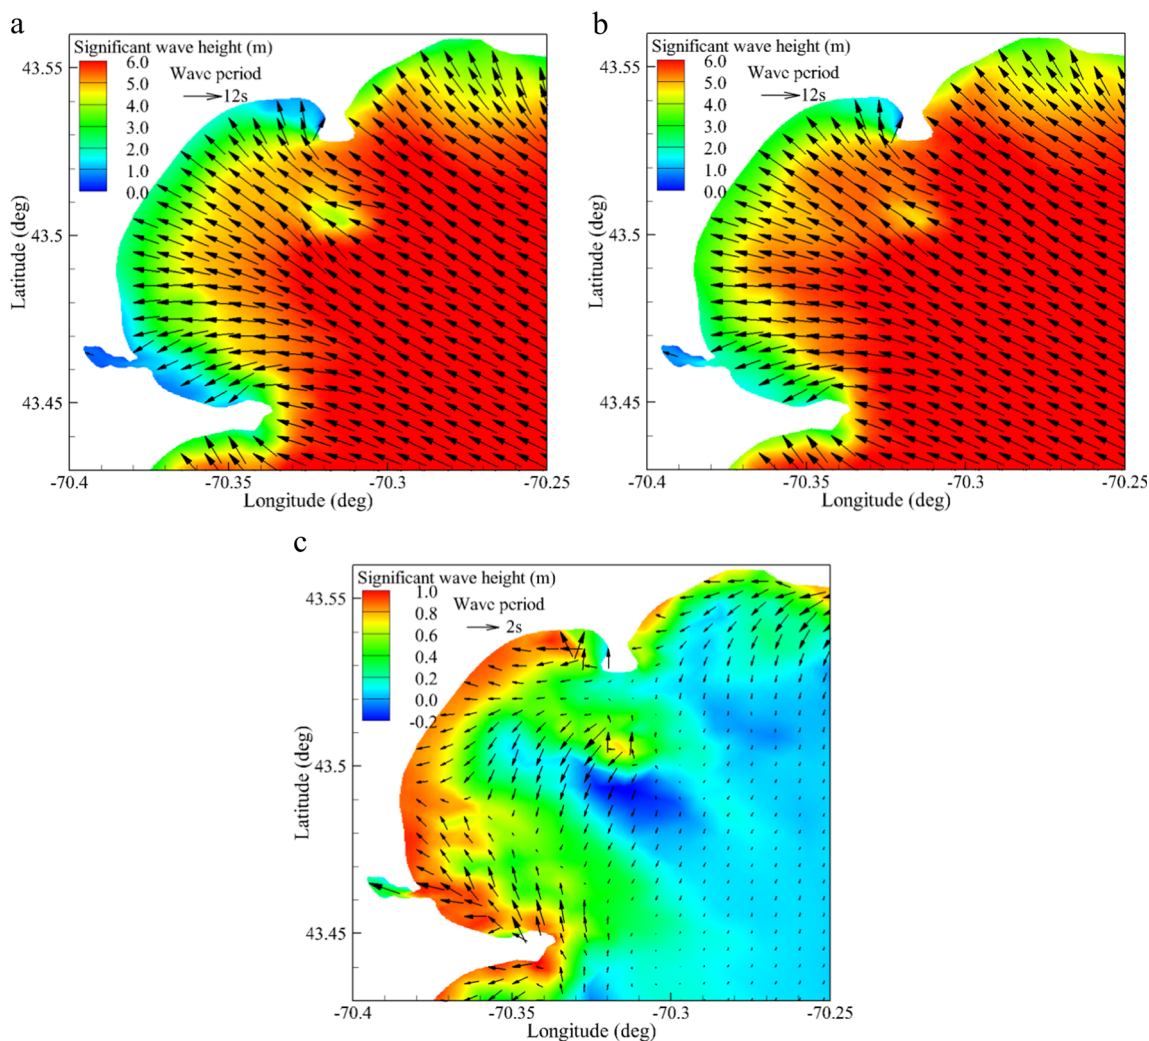 a
Significant wave height (m)
6.0
5.0
4.0
3.0
2.0
1.0
0.0
Wave period
12s
43.55
43.5
43.45
Latitude (deg)
-70.4
-70.35
-70.3
-70.25
Longitude (deg)
b
Significant wave height (m)
6.0
5.0
4.0
3.0
2.0
1.0
0.0
Wave period
12s
43.55
43.5
43.45
Latitude (deg)
-70.4
-70.35
-70.3
-70.25
Longitude (deg)
c
Significant wave height (m)
1.0
0.8
0.6
0.4
0.2
0.0
-0.2
Wave period
2s
43.55
43.5
43.45
Latitude (deg)
-70.4
-70.35
-70.3
-70.25
Longitude (deg)